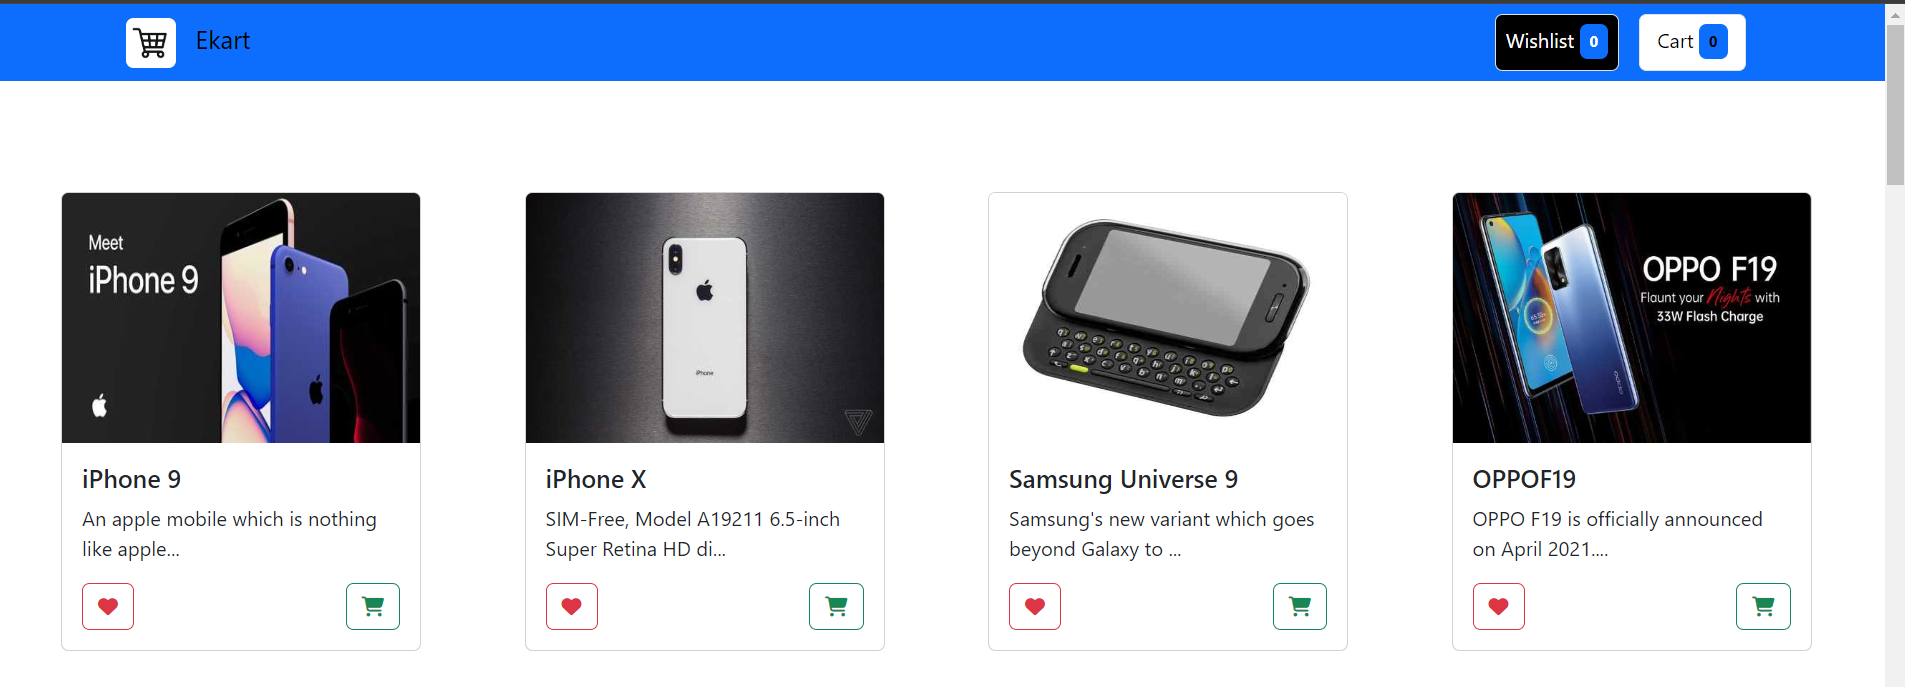 Ekart
Wishlist 0
Cart 0
Meet
iPhone 9
iPhone
OPPO F19
Flaunt your Nights with
33W Flash Charge
oppo
iPhone 9
An apple mobile which is nothing
like apple...
iPhone X
SIM-Free, Model A19211 6.5-inch
Super Retina HD di...
Samsung Universe 9
Samsung's new variant which goes
beyond Galaxy to ...
OPPOF19
OPPO F19 is officially announced
on April 2021....